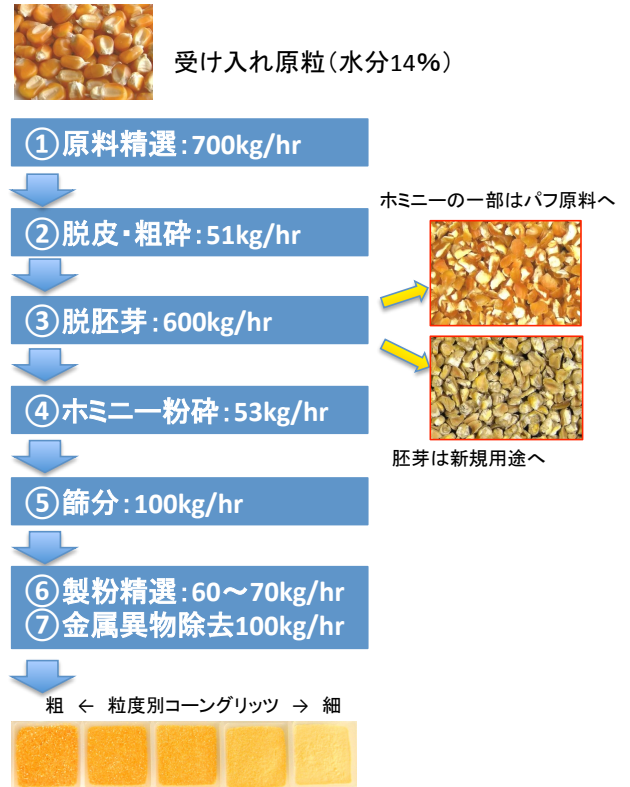 受け入れ原粒(水分14%)
①原料精選：700kg/hr
②脱皮・粗砕：51kg/hr
ホミニーの一部はパフ原料へ
③脱胚芽：600kg/hr
④ホミニー粉砕：53kg/hr
胚芽は新規用途へ
⑤篩分：100kg/hr
⑥製粉精選：60～70kg/hr
⑦金属異物除去100kg/hr
粗 ← 粒度別コーングリッツ → 細